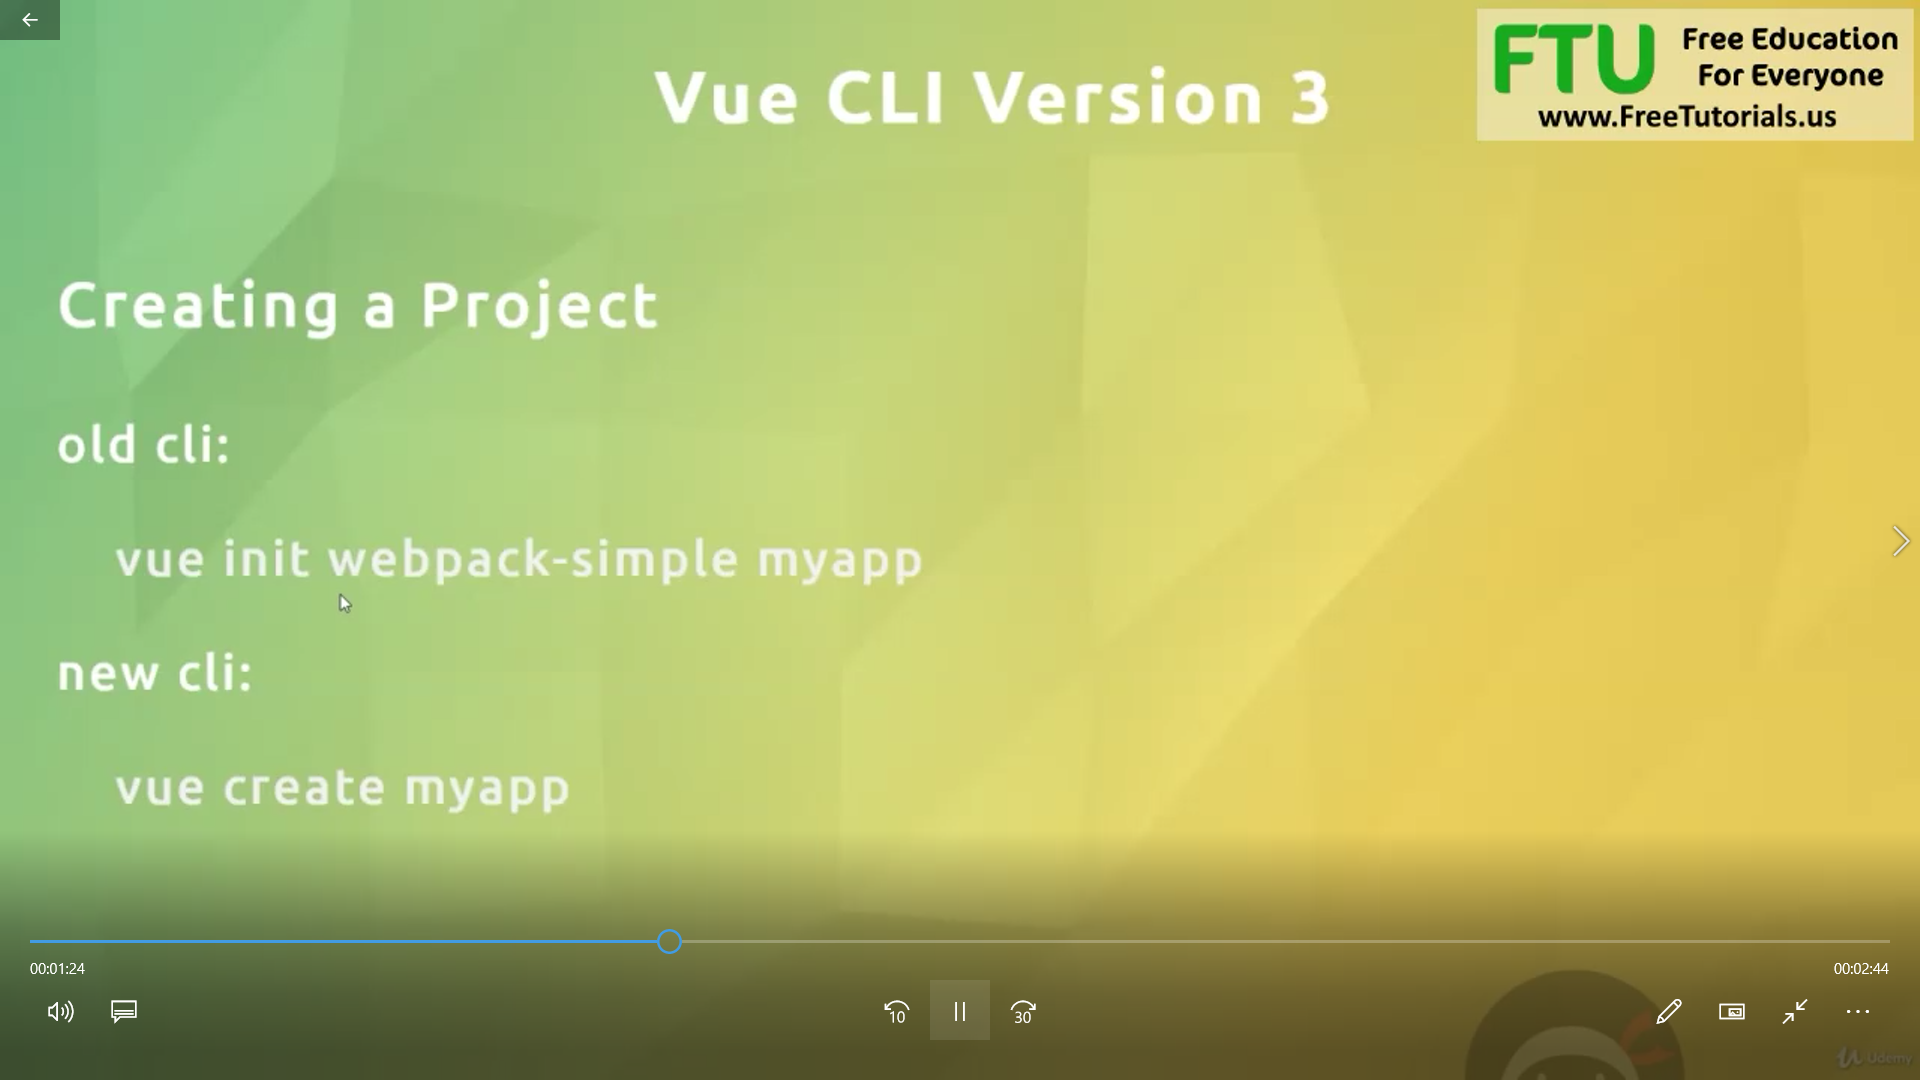 Vue CLI Version 3
FTU
Free Education
For Everyone
www.FreeTutorials.us
Creating a Project
old cli:
vue init webpack-simple myapp
new cli:
vue create myapp
00:01:24
00:02:44
10
30
Udemy